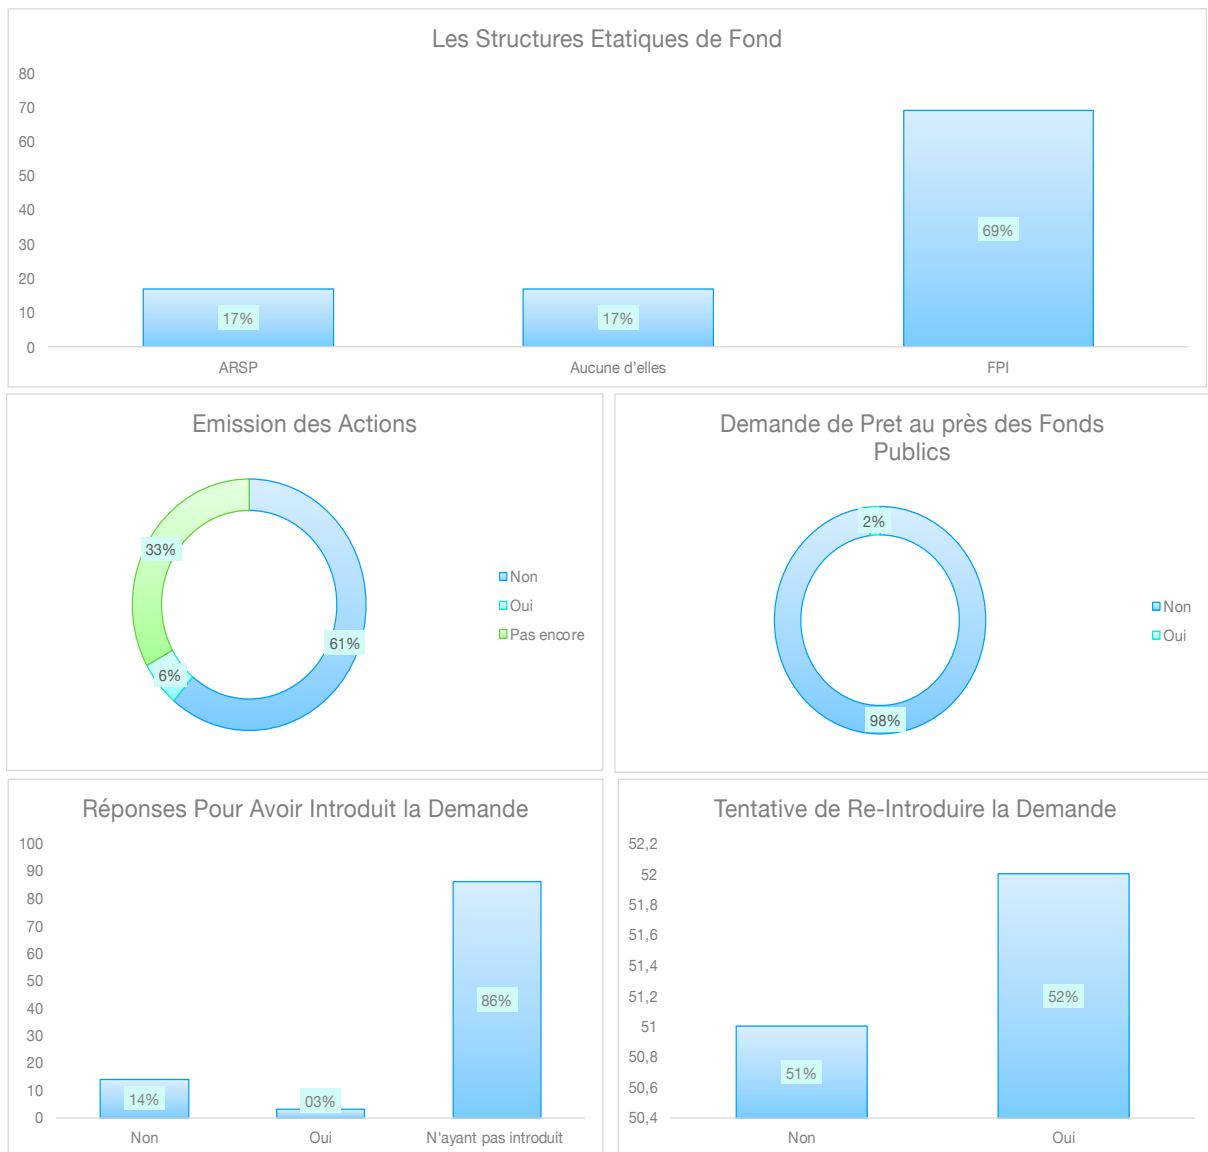 Les Structures Etatiques de Fond
80
70
60
50
40
30
20
10
0
17%
17%
69%
ARSP
Aucune d'elles
FPI
Emission des Actions
33%
6%
61%
Non
Oui
Pas encore
Demande de Pret au près des Fonds
Publics
2%
98%
Non
Oui
Réponses Pour Avoir Introduit la Demande
100
90
80
70
60
50
40
30
20
10
0
14%
03%
86%
Non
Oui
N'ayant pas introduit
Tentative de Re-Introduire la Demande
52,2
52
51,8
51,6
51,4
51,2
51
50,8
50,6
50,4
51%
52%
Non
Oui